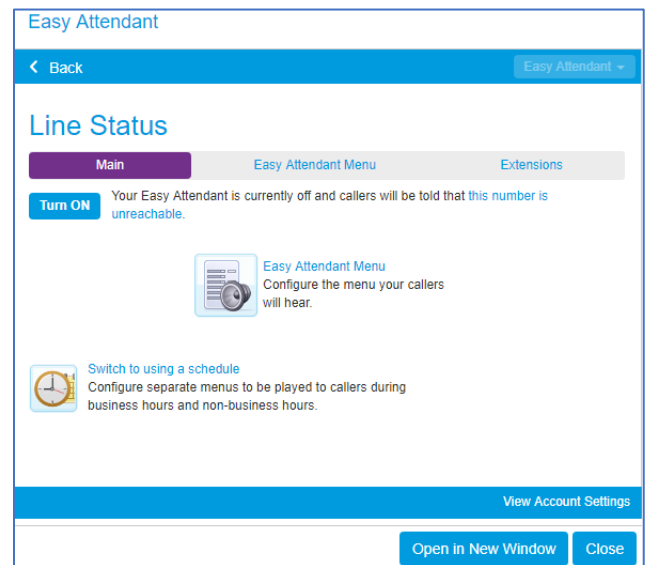 Easy Attendant
Back
Easy Attendant
Line Status
Main
Easy Attendant Menu
Extensions
Turn ON
Your Easy Attendant is currently off and callers will be told that this number is
unreachable.
Easy Attendant Menu
Configure the menu your callers
will hear.
Switch to using a schedule
Configure separate menus to be played to callers during
business hours and non-business hours.
View Account Settings
Open in New Window
Close